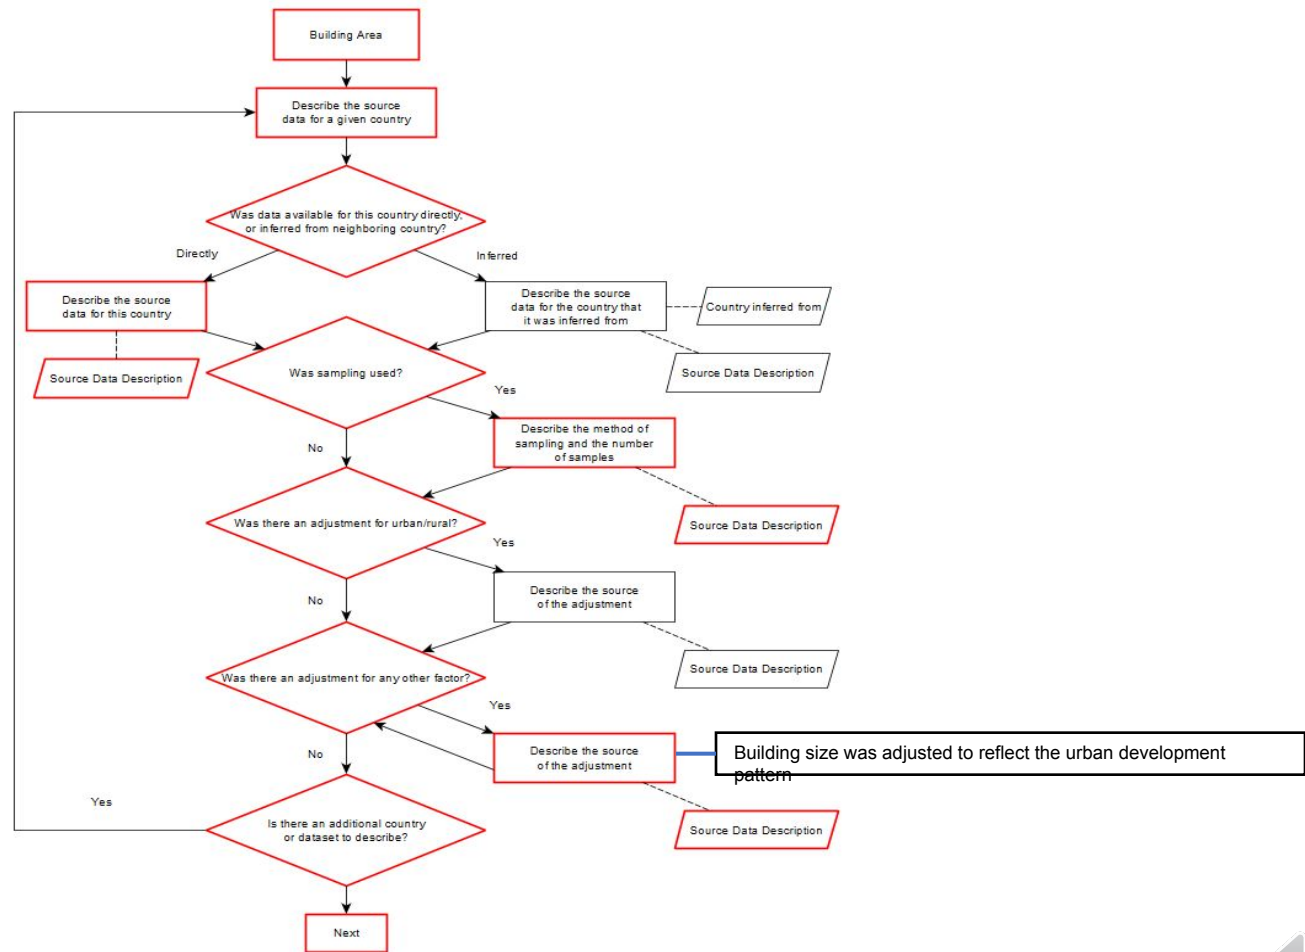 Building Area
Describe the source
data for a given country
Was data available for this country directly,
or inferred from neighboring country?
Directly
Inferred
Describe the source
data for this country
Describe the source
data for the country that
it was inferred from
Country inferred from
Source Data Description
Was sampling used?
Source Data Description
Yes
Describe the method of
sampling and the number
of samples
No
Was there an adjustment for urban/rural?
Source Data Description
Yes
Describe the source
of the adjustment
No
Was there an adjustment for any other factor?
Source Data Description
Yes
Describe the source
of the adjustment
Building size was adjusted to reflect the urban development
pattern
No
Yes
Is there an additional country
or dataset to describe?
Source Data Description
Next